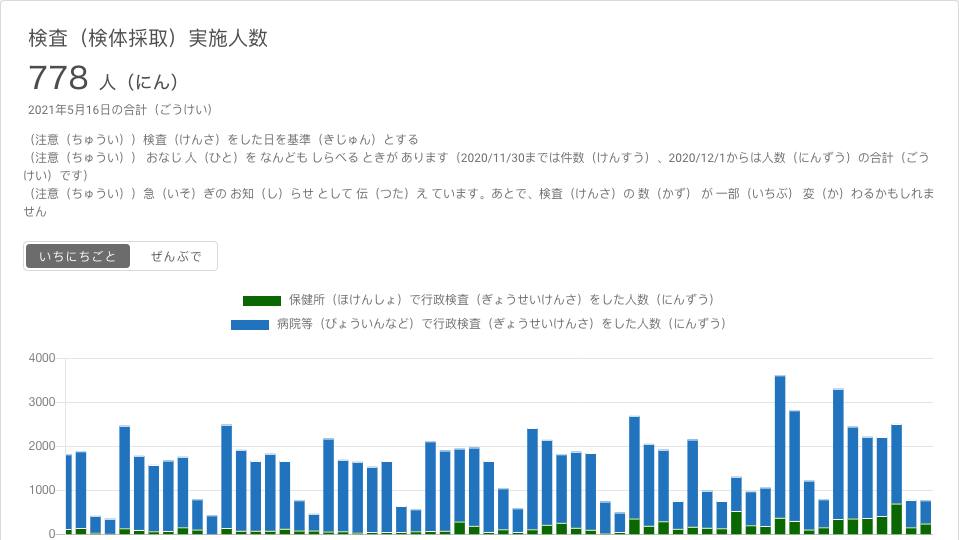 検査（検体採取）実施人数
778 人（にん）
2021年5月16日の合計（ごうけい）
（注意（ちゅうい））検査（けんさ）をした日を基準（きじゅん）とする
（注意（ちゅうい）） おなじ 人（ひと）を なんども しらべる ときが あります（2020/11/30までは件数（けんすう）、2020/12/1からは人数（にんずう）の合計（ごう
けい）です）
（注意（ちゅうい））急（いそ）ぎの お知（し）らせ として 伝（つた）え ています。あとで、検査（けんさ）の 数（かず） が 一部（いちぶ） 変（か）わるかもしれま
せん
いちにちごと ぜんぶで
保健所（ほけんしょ）で行政検査（ぎょうせいけんさ）をした人数（にんずう）
病院等（びょういんなど）で行政検査（ぎょうせいけんさ）をした人数（にんずう）
4000
3000
2000
1000
0